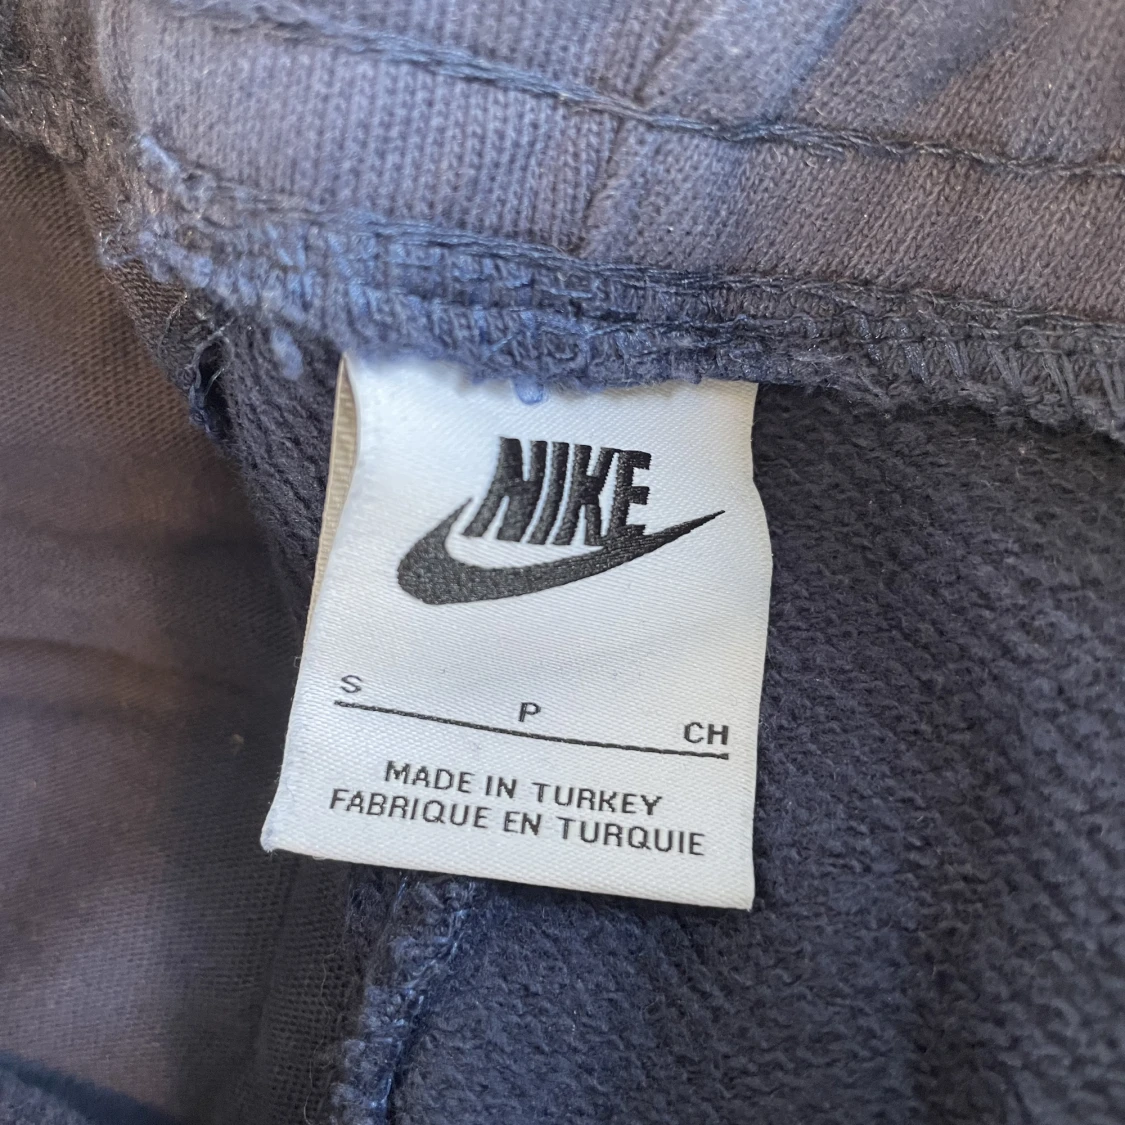 NIKE
S P CH
MADE IN TURKEY
FABRIQUE EN TURQUIE